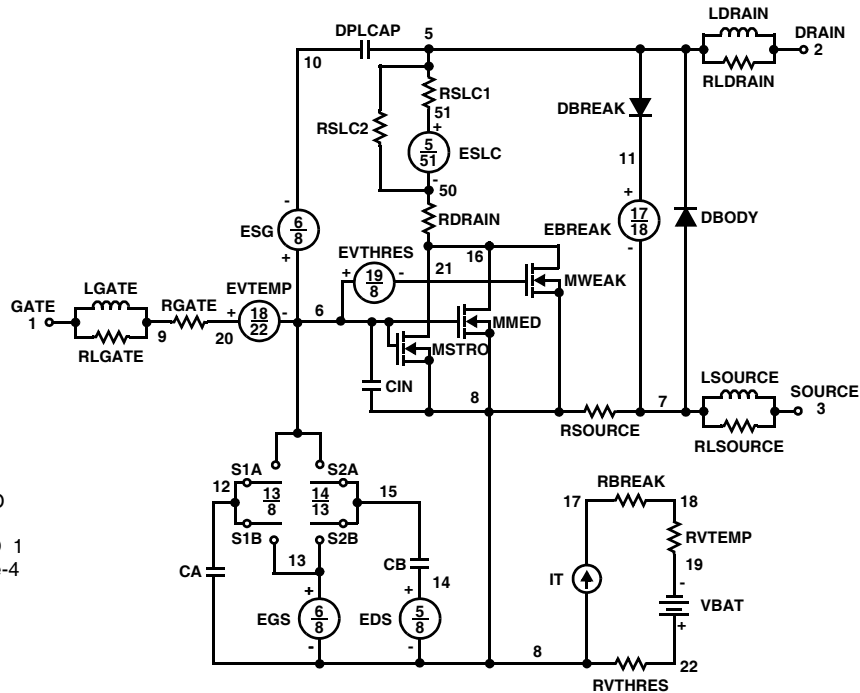 LDRAIN
DPLCAP 5 DRAIN
10 2
RLDRAIN
RSLC1
51 DBREAK
RSLC2 +
5
51 ESLC
11
- -
50 +
6
8 ESG
RDRAIN
17
18 EBREAK DBODY
+ EVTHRES 16 -
+ 19
8 - 21 MWEAK
LGATE EVTEMP
GATE RGATE + 18
22 - 6 MMED
1
9 20 MSTRO
RLGATE
CIN LSOURCE
8 7 SOURCE
3
RSOURCE
RLSOURCE
S1A S2A
12 13
8 14
13 15 17 RBREAK 18
S1B S2B RVTEMP
13
CA CB 19
IT -
+ + 14
EGS 6
8 EDS 5
8 VBAT
- - +
8 22
RVTHRES
1
-4